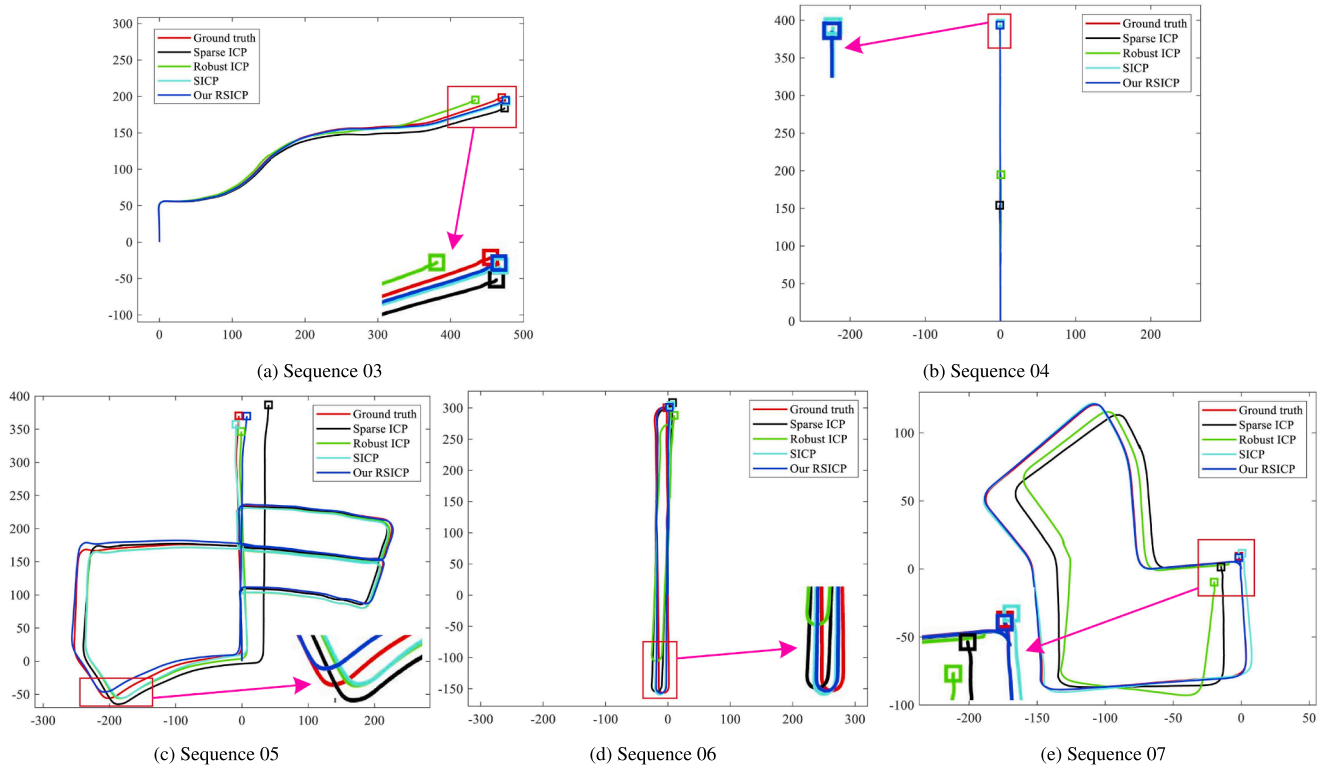 300
250
200
150
100
50
0
-50
-100
0
100
200
300
400
500
Ground truth
Sparse ICP
Robust ICP
SICP
Our RSICP
(a) Sequence 03
400
350
300
250
200
150
100
50
0
-200
-100
0
100
200
Ground truth
Sparse ICP
Robust ICP
SICP
Our RSICP
(b) Sequence 04
400
350
300
250
200
150
100
50
0
-50
-300
-200
-100
0
100
200
Ground truth
Sparse ICP
Robust ICP
SICP
Our RSICP
(c) Sequence 05
300
250
200
150
100
50
0
-50
-100
-150
-300
-200
-100
0
100
200
300
Ground truth
Sparse ICP
Robust ICP
SICP
Our RSICP
(d) Sequence 06
100
50
0
-50
-100
-200
-150
-100
-50
0
50
Ground truth
Sparse ICP
Robust ICP
SICP
Our RSICP
(e) Sequence 07